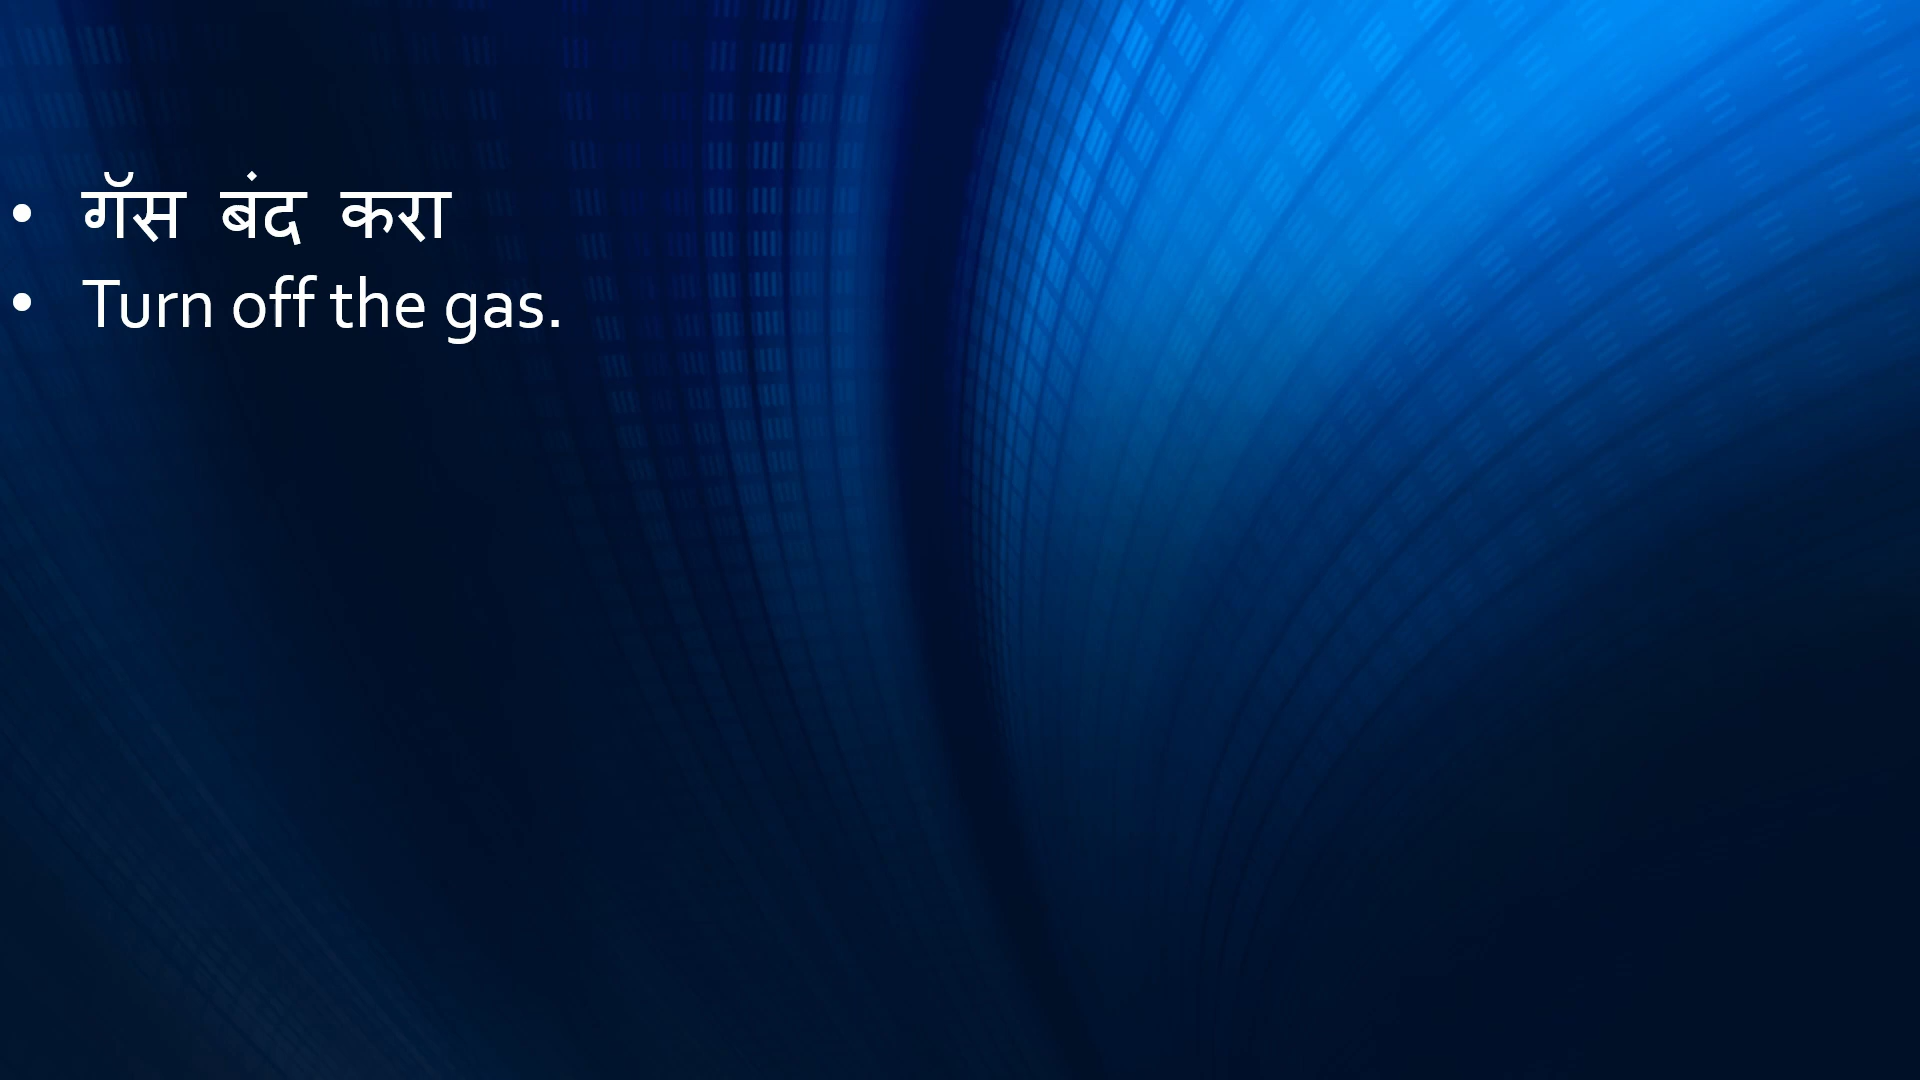 • गॅस बंद करा
• Turn off the gas.